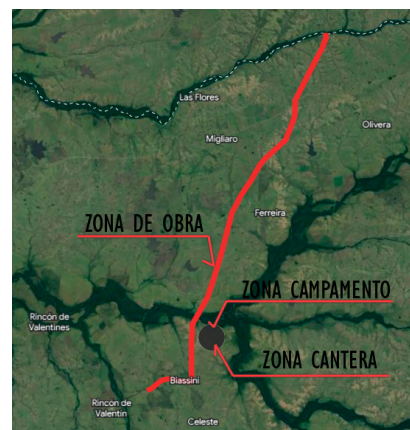 Las Flores
Olivera
Migliaro
Ferreira
ZONA DE OBRA
ZONA CAMPAMENTO
Rincón de
Valentines
ZONA CANTERA
Biassini
Rincon de
Valentin
Celeste